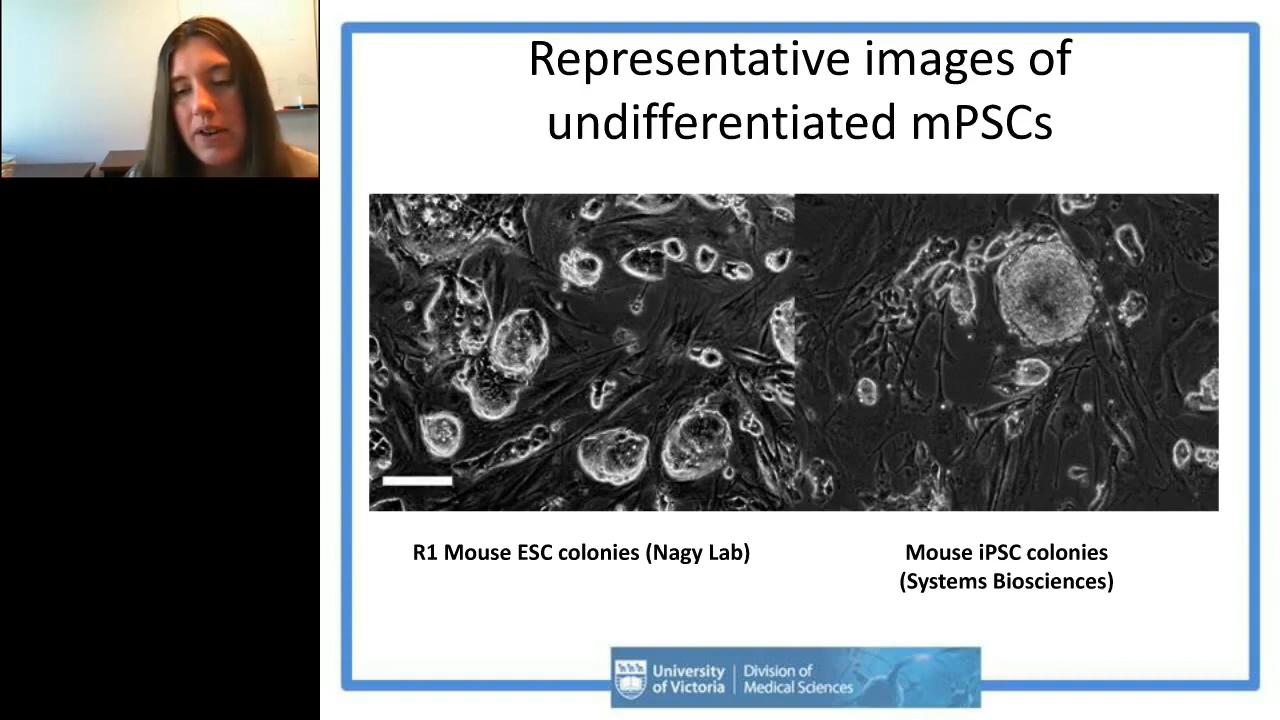 Representative images of
undifferentiated mPSCs
R1 Mouse ESC colonies (Nagy Lab)
Mouse iPSC colonies
(Systems Biosciences)
University
of Victoria
Division of
Medical Sciences